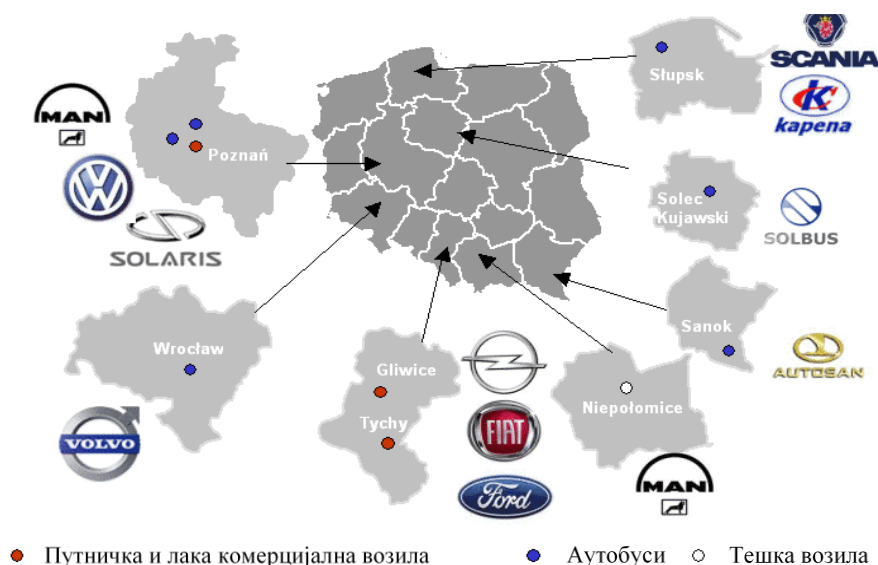 SCANIA
Słupsk
kapena
MAN
Poznań
SOLARIS
Solec
Kujawski
SOLBUS
Sanok
AUTOSAN
Wrocław
VOLVO
Gliwice
Tychy
FIAT
Ford
Niepołomice
MAN
Путничка и лака комерцијална возила
Аутобуси
Тешка возила